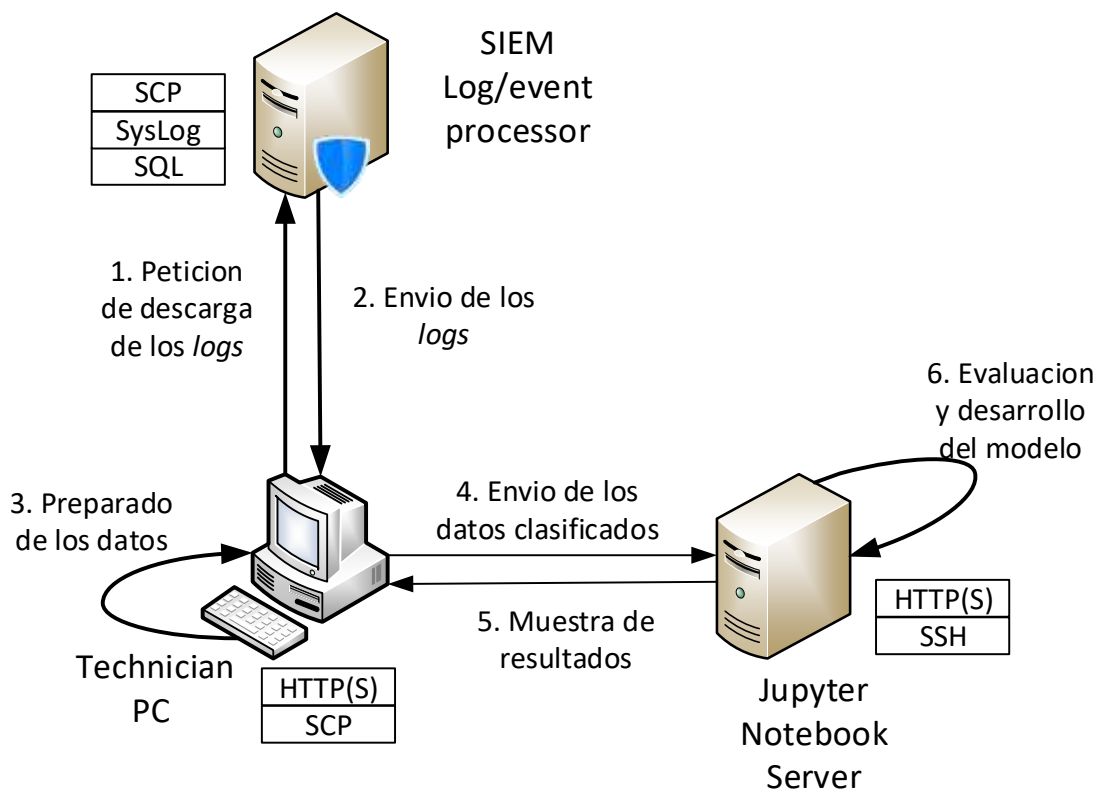 SIEM
Log/event
processor
SCP
SysLog
SQL
1. Peticion
de descarga
de los logs
2. Envio de los
logs
6. Evaluacion
y desarrollo
del modelo
3. Preparado
de los datos
4. Envio de los
datos clasificados
5. Muestra de
resultados
HTTP(S)
SSH
Technician
PC
HTTP(S)
SCP
Jupyter
Notebook
Server